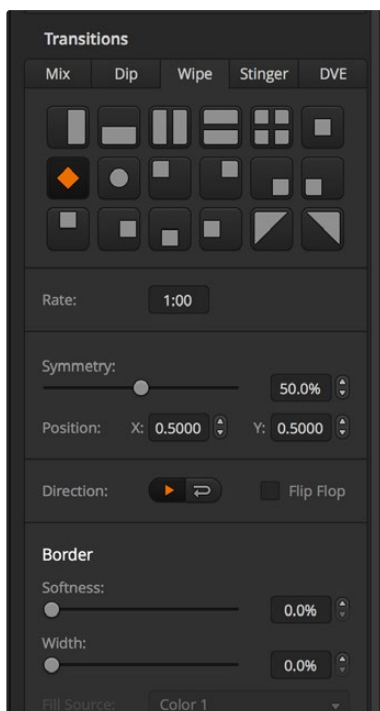 Transitions
Mix Dip Wipe Stinger DVE
Rate: 1:00
Symmetry:
50.0%
Position: X: 0.5000 Y: 0.5000
Direction: Flip Flop
Border
Softness:
0.0%
Width:
0.0%
Fill Source: Color 1